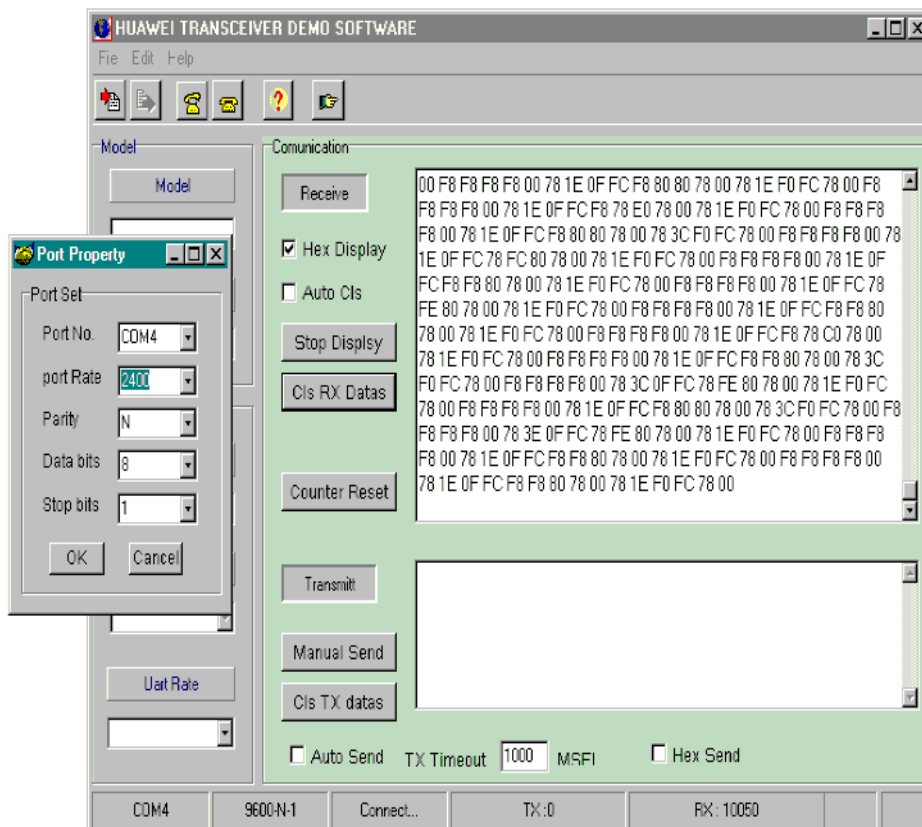 HUAWEI TRANSCEIVER DEMO SOFTWARE
Fie Edit Help
Model
Model
Uart Rate
Port Property
Port Set
Port No. COM4
port Rate 2400
Parity N
Data bits 8
Stop bits 1
OK Cancel
Comunication
Receive
Hex Display
Auto Cls
Stop Displsy
Cls RX Datas
Counter Reset
00 F8 F8 F8 F8 00 78 1E 0F FC F8 80 80 78 00 78 1E F0 FC 78 00 F8
F8 F8 F8 00 78 1E 0F FC F8 78 E0 78 00 78 1E F0 FC 78 00 F8 F8 F8
F8 00 78 1E 0F FC F8 80 80 78 00 78 3C F0 FC 78 00 F8 F8 F8 F8 00 78
1E 0F FC 78 FC 80 78 00 78 1E F0 FC 78 00 F8 F8 F8 F8 00 78 1E 0F
FC F8 F8 80 78 00 78 1E F0 FC 78 00 F8 F8 F8 F8 00 78 1E 0F FC 78
FE 80 78 00 78 1E F0 FC 78 00 F8 F8 F8 F8 00 78 1E 0F FC F8 F8 80
78 00 78 1E F0 FC 78 00 F8 F8 F8 F8 00 78 1E 0F FC F8 78 C0 78 00
78 1E F0 FC 78 00 F8 F8 F8 F8 00 78 1E 0F FC F8 F8 80 78 00 78 3C
F0 FC 78 00 F8 F8 F8 F8 00 78 3C 0F FC 78 FE 80 78 00 78 1E F0 FC
78 00 F8 F8 F8 F8 00 78 1E 0F FC F8 80 80 78 00 78 3C F0 FC 78 00 F8
F8 F8 F8 00 78 3E 0F FC 78 FE 80 78 00 78 1E F0 FC 78 00 F8 F8 F8
F8 00 78 1E 0F FC F8 F8 80 78 00 78 1E F0 FC 78 00 F8 F8 F8 F8 00
78 1E 0F FC F8 F8 80 78 00 78 1E F0 FC 78 00
Transmitt
Manual Send
Cls TX datas
Auto Send TX Timeout 1000 MSEL Hex Send
COM4 9600-N-1 Connect... TX :0 RX : 10050